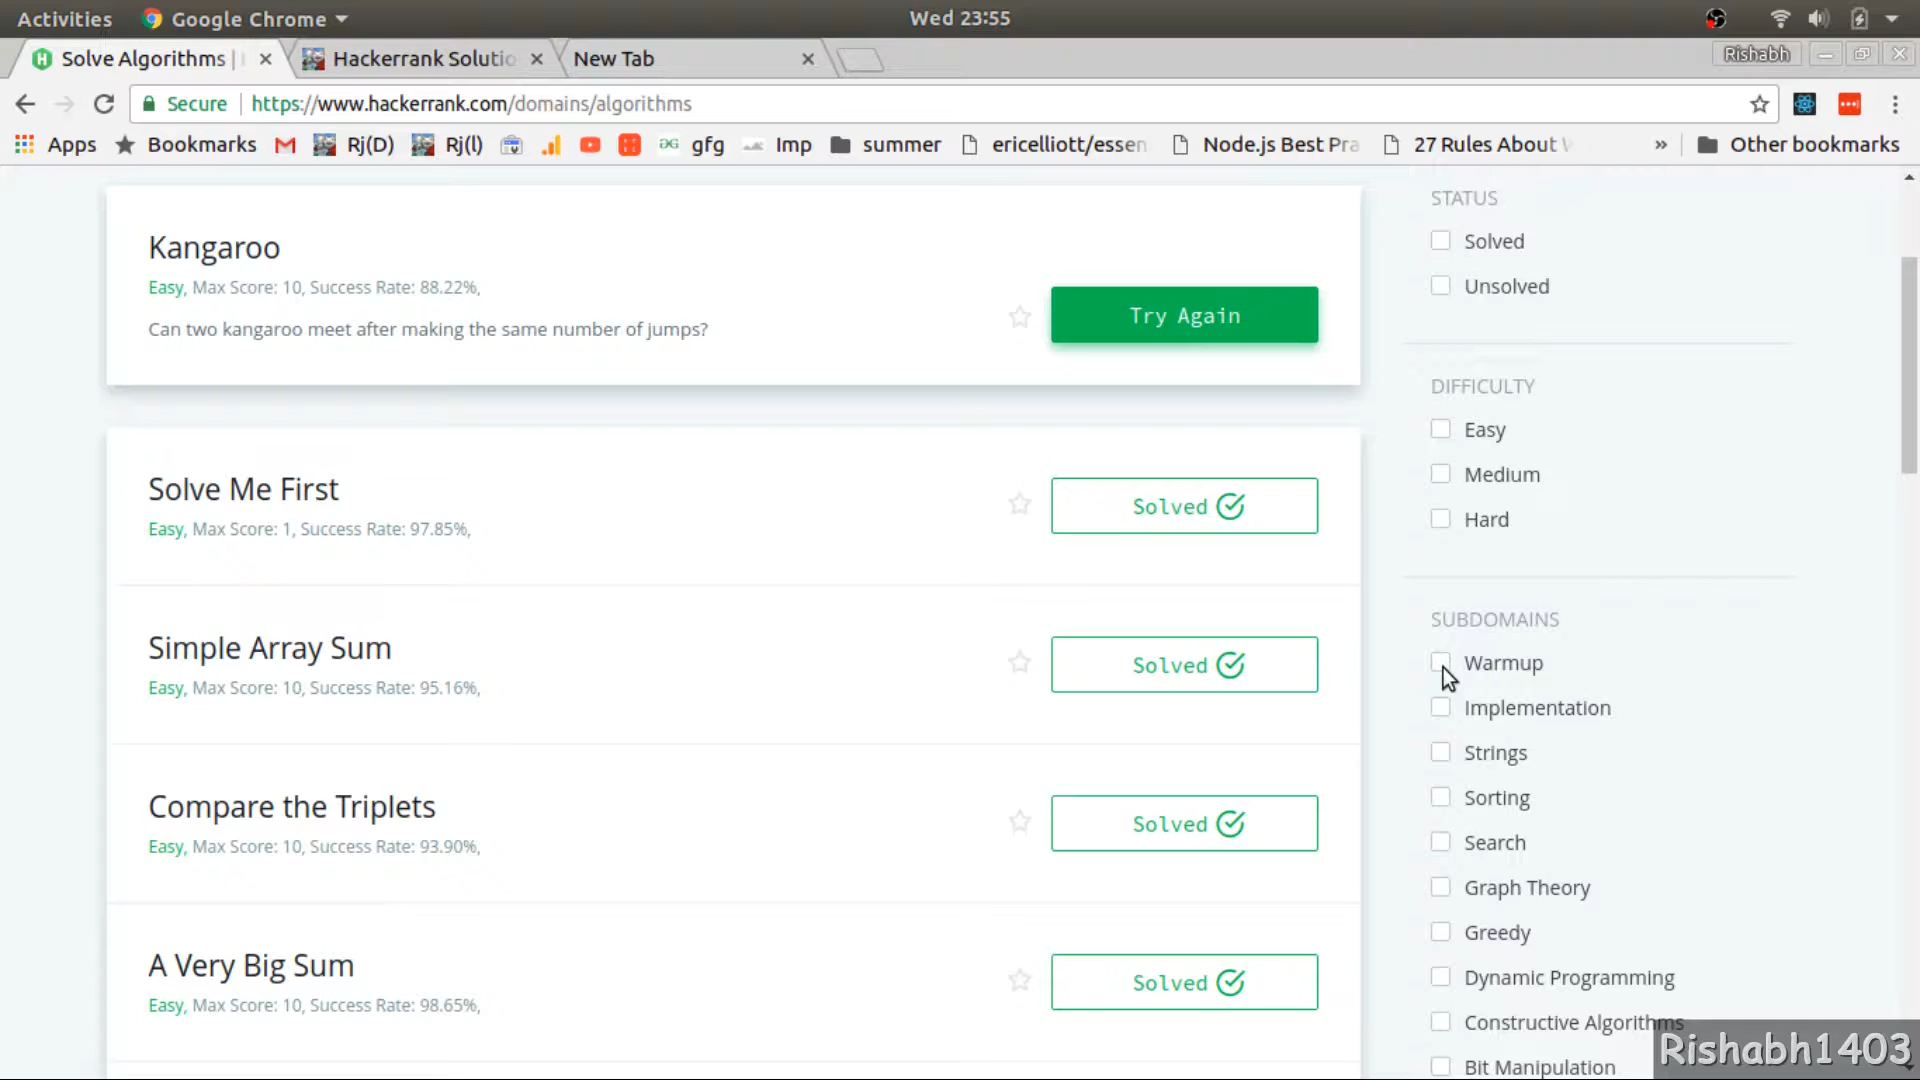 Activities
Google Chrome
Wed 23:55
Solve Algorithms |
Hackerrank Solutio
New Tab
Rishabh
Secure
https://www.hackerrank.com/domains/algorithms
Apps
Bookmarks
Rj(D)
Rj(l)
gfg
Imp
summer
ericelliott/essen
Node.js Best Pra
27 Rules About
»
Other bookmarks
Kangaroo
Easy, Max Score: 10, Success Rate: 88.22%,
Can two kangaroo meet after making the same number of jumps?
Try Again
Solve Me First
Easy, Max Score: 1, Success Rate: 97.85%,
Solved
Simple Array Sum
Easy, Max Score: 10, Success Rate: 95.16%,
Solved
Compare the Triplets
Easy, Max Score: 10, Success Rate: 93.90%,
Solved
A Very Big Sum
Easy, Max Score: 10, Success Rate: 98.65%,
Solved
STATUS
Solved
Unsolved
DIFFICULTY
Easy
Medium
Hard
SUBDOMAINS
Warmup
Implementation
Strings
Sorting
Search
Graph Theory
Greedy
Dynamic Programming
Constructive Algorithms
Bit Manipulation
Rishabh1403